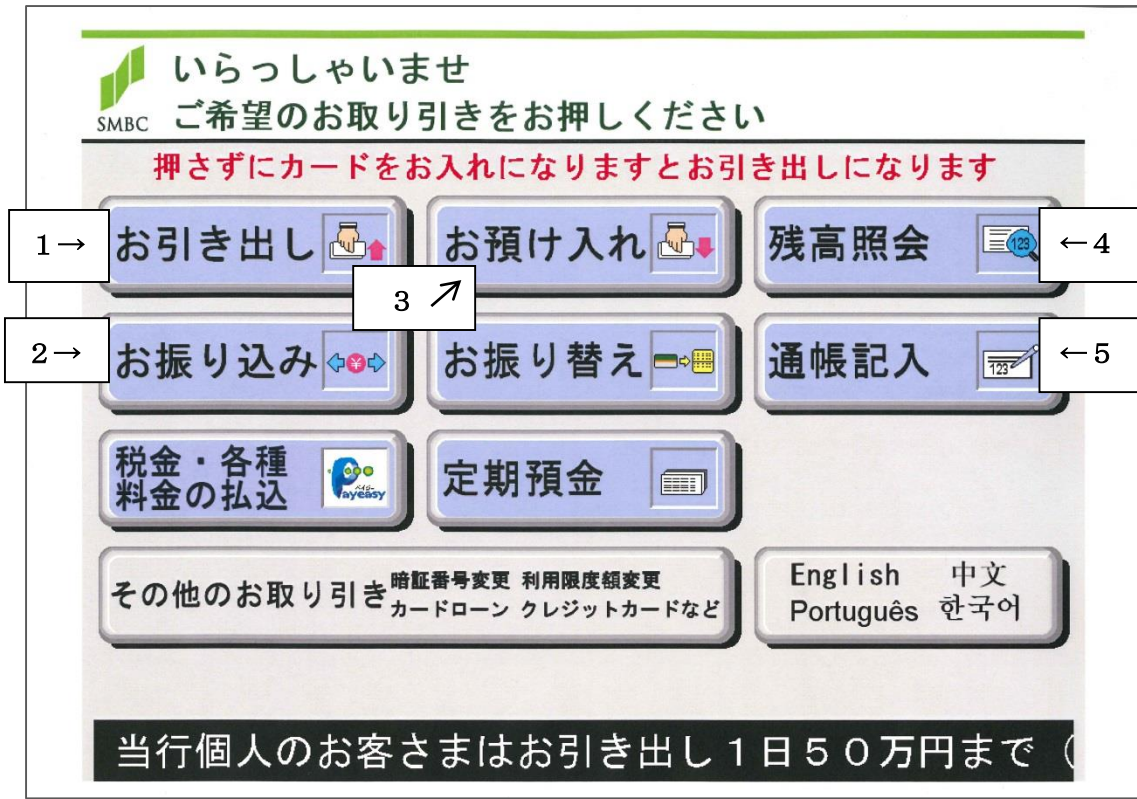 いらっしゃいませ
SMBC ご希望のお取り引きをお押しください
押さずにカードをお入れになりますとお引き出しになります
1→ お引き出し
3↗ お預け入れ
残高照会 123 ←4
2→ お振り込み ¥
お振り替え
通帳記入 123 ←5
税金・各種
料金の払込 ペイジー Payeasy
定期預金
その他のお取り引き 暗証番号変更 利用限度額変更
カードローン クレジットカードなど
English 中文
Português 한국어
当行個人のお客さまはお引き出し1日50万円まで（